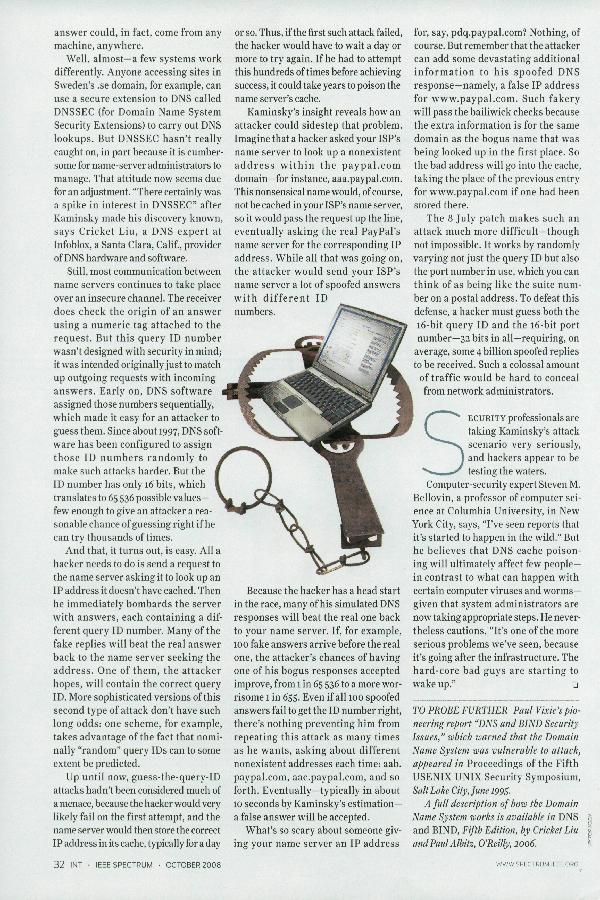 answer could, in fact, come from any
machine, anywhere.
Well, almost—a few systems work
differently. Anyone accessing sites in
Sweden's .se domain, for example, can
use a secure extension to DNS called
DNSSEC (for Domain Name System
Security Extensions) to carry out DNS
lookups. But DNSSEC hasn't really
caught on, in part because it is cumber-
some for name-server administrators to
manage. That attitude now seems due
for an adjustment. "There certainly was
a spike in interest in DNSSEC" after
Kaminsky made his discovery known,
says Cricket Liu, a DNS expert at
Infoblox, a Santa Clara, Calif., provider
of DNS hardware and software.
Still, most communication between
name servers continues to take place
over an insecure channel. The receiver
does check the origin of an answer
using a numeric tag attached to the
request. But this query ID number
wasn't designed with security in mind;
it was intended originally just to match
up outgoing requests with incoming
answers. Early on, DNS software
assigned those numbers sequentially,
which made it easy for an attacker to
guess them. Since about 1997, DNS soft-
ware has been configured to assign
those ID numbers randomly to
make such attacks harder. But the
ID number has only 16 bits, which
translates to 65 536 possible values—
few enough to give an attacker a rea-
sonable chance of guessing right if he
can try thousands of times.
And that, it turns out, is easy. All a
hacker needs to do is send a request to
the name server asking it to look up an
IP address it doesn't have cached. Then
he immediately bombards the server
with answers, each containing a dif-
ferent query ID number. Many of the
fake replies will beat the real answer
back to the name server seeking the
address. One of them, the attacker
hopes, will contain the correct query
ID. More sophisticated versions of this
second type of attack don't have such
long odds: one scheme, for example,
takes advantage of the fact that nomi-
nally "random" query IDs can to some
extent be predicted.
Up until now, guess-the-query-ID
attacks hadn't been considered much of
a menace, because the hacker would very
likely fail on the first attempt, and the
name server would then store the correct
IP address in its cache, typically for a day
or so. Thus, if the first such attack failed,
the hacker would have to wait a day or
more to try again. If he had to attempt
this hundreds of times before achieving
success, it could take years to poison the
name server's cache.
Kaminsky's insight reveals how an
attacker could sidestep that problem.
Imagine that a hacker asked your ISP's
name server to look up a nonexistent
address within the paypal.com
domain—for instance, aaa.paypal.com.
This nonsensical name would, of course,
not be cached in your ISP's name server,
so it would pass the request up the line,
eventually asking the real PayPal's
name server for the corresponding IP
address. While all that was going on,
the attacker would send your ISP's
name server a lot of spoofed answers
with different ID
numbers.
Because the hacker has a head start
in the race, many of his simulated DNS
responses will beat the real one back
to your name server. If, for example,
100 fake answers arrive before the real
one, the attacker's chances of having
one of his bogus responses accepted
improve, from 1 in 65 536 to a more wor-
risome 1 in 655. Even if all 100 spoofed
answers fail to get the ID number right,
there's nothing preventing him from
repeating this attack as many times
as he wants, asking about different
nonexistent addresses each time: aab.
paypal.com, aac.paypal.com, and so
forth. Eventually—typically in about
10 seconds by Kaminsky's estimation—
a false answer will be accepted.
What's so scary about someone giv-
ing your name server an IP address
for, say, pdq.paypal.com? Nothing, of
course. But remember that the attacker
can add some devastating additional
information to his spoofed DNS
response—namely, a false IP address
for www.paypal.com. Such fakery
will pass the bailiwick checks because
the extra information is for the same
domain as the bogus name that was
being looked up in the first place. So
the bad address will go into the cache,
taking the place of the previous entry
for www.paypal.com if one had been
stored there.
The 8 July patch makes such an
attack much more difficult—though
not impossible. It works by randomly
varying not just the query ID but also
the port number in use, which you can
think of as being like the suite num-
ber on a postal address. To defeat this
defense, a hacker must guess both the
16-bit query ID and the 16-bit port
number—32 bits in all—requiring, on
average, some 4 billion spoofed replies
to be received. Such a colossal amount
of traffic would be hard to conceal
from network administrators.
SECURITY professionals are
taking Kaminsky's attack
scenario very seriously,
and hackers appear to be
testing the waters.
Computer-security expert Steven M.
Bellovin, a professor of computer sci-
ence at Columbia University, in New
York City, says, "I've seen reports that
it's started to happen in the wild." But
he believes that DNS cache poison-
ing will ultimately affect few people—
in contrast to what can happen with
certain computer viruses and worms—
given that system administrators are
now taking appropriate steps. He never-
theless cautions, "It's one of the more
serious problems we've seen, because
it's going after the infrastructure. The
hard-core bad guys are starting to
wake up."
TO PROBE FURTHER Paul Vixie's pio-
neering report "DNS and BIND Security
Issues," which warned that the Domain
Name System was vulnerable to attack,
appeared in Proceedings of the Fifth
USENIX UNIX Security Symposium,
Salt Lake City, June 1995.
A full description of how the Domain
Name System works is available in DNS
and BIND, Fifth Edition, by Cricket Liu
and Paul Albitz, O'Reilly, 2006.
32 INT · IEEE SPECTRUM · OCTOBER 2008
WWW.SPECTRUM.IEEE.ORG